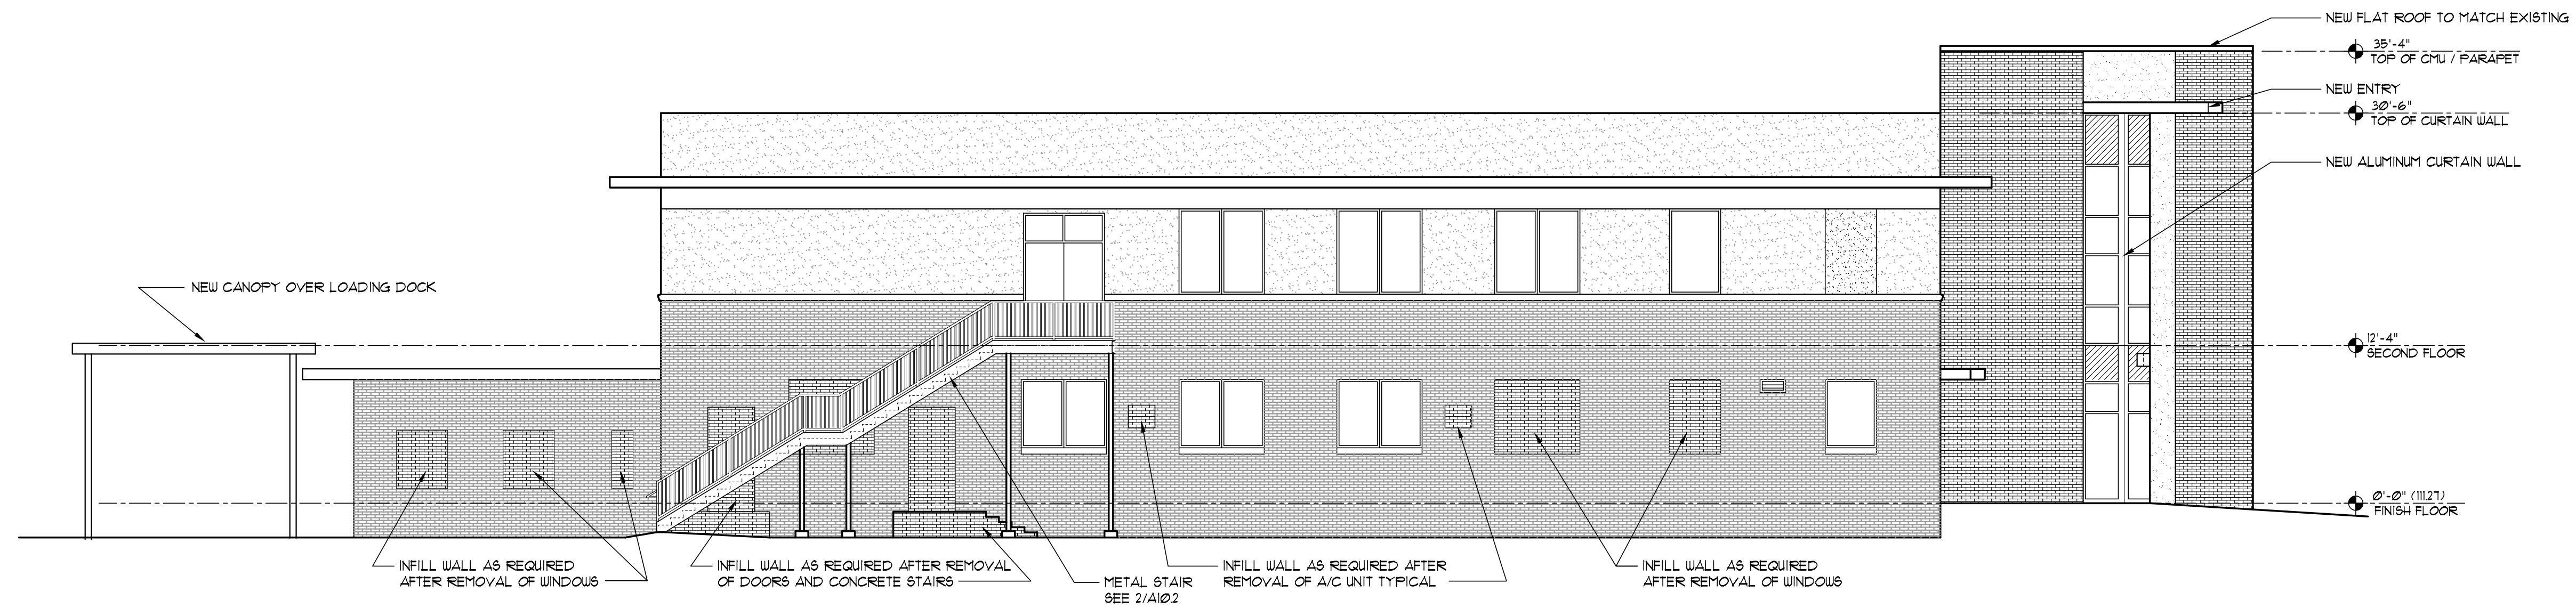 NEW FLAT ROOF TO MATCH EXISTING
35'-4"
TOP OF CMU / PARAPET
NEW ENTRY
30'-6"
TOP OF CURTAIN WALL
NEW ALUMINUM CURTAIN WALL
NEW CANOPY OVER LOADING DOCK
12'-4"
SECOND FLOOR
0'-0" (111.27)
FINISH FLOOR
INFILL WALL AS REQUIRED
AFTER REMOVAL OF WINDOWS
INFILL WALL AS REQUIRED AFTER REMOVAL
OF DOORS AND CONCRETE STAIRS
METAL STAIR
SEE 2/A10.2
INFILL WALL AS REQUIRED AFTER
REMOVAL OF A/C UNIT TYPICAL
INFILL WALL AS REQUIRED
AFTER REMOVAL OF WINDOWS